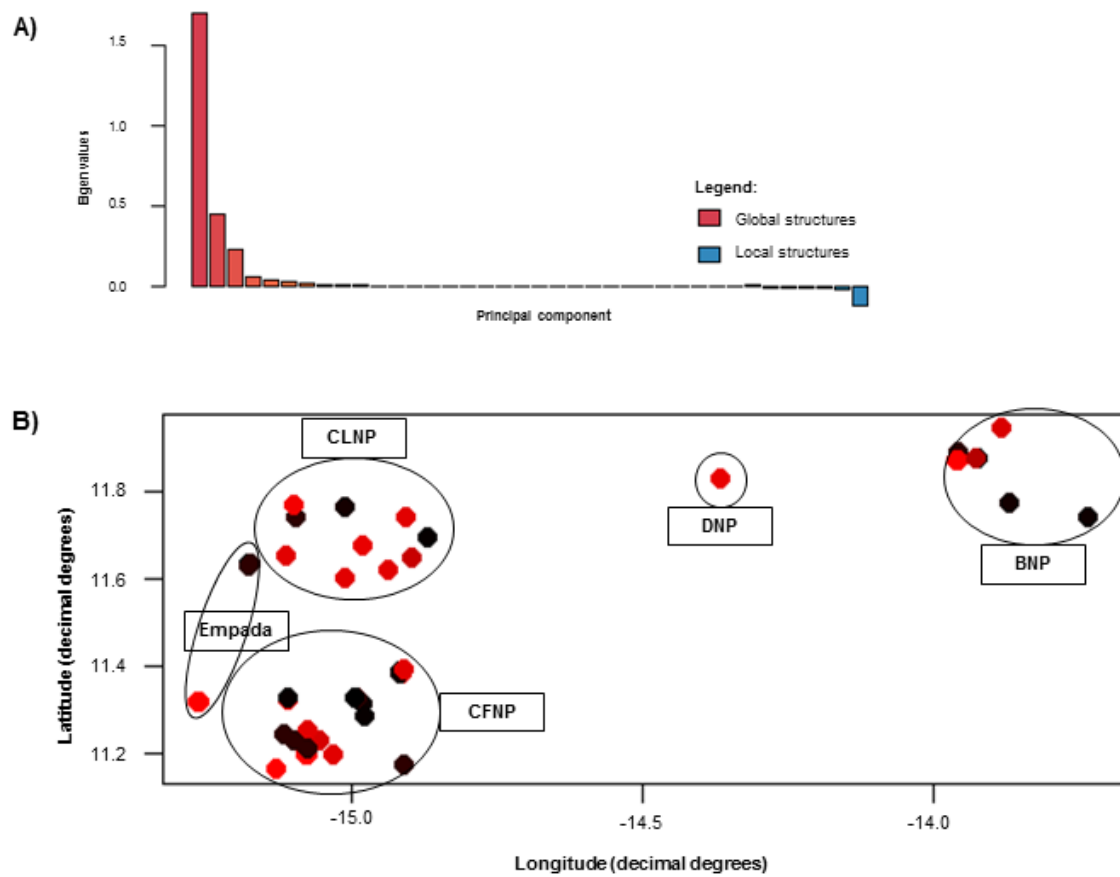 A)
1.5
1.0
0.5
0.0
Eigenvalues
Legend:
Global structures
Local structures
Principal component
B)
CLNP
DNP
BNP
Empada
CFNP
11.8
11.6
11.4
11.2
Latitude (decimal degrees)
-15.0
-14.5
-14.0
Longitude (decimal degrees)